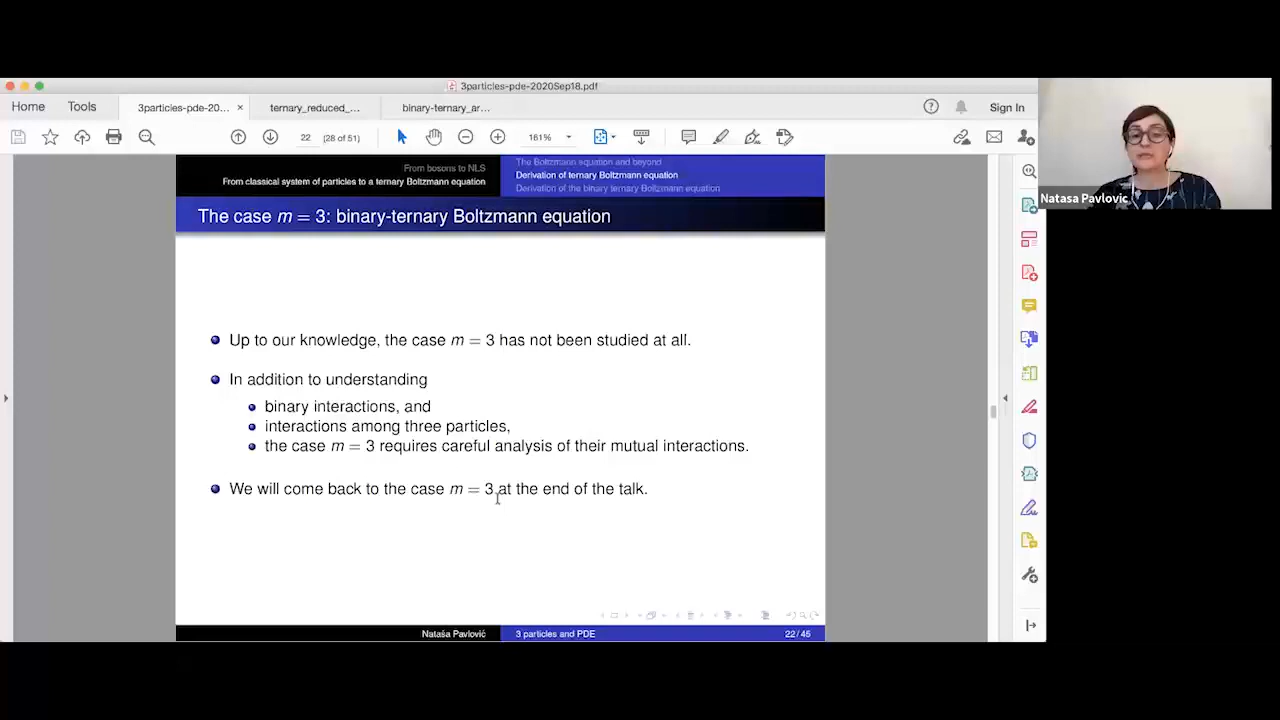 3particles-pde-2020Sep18.pdf
Home
Tools
3particles-pde-20... ×
ternary_reduced_...
binary-ternary_ar...
Sign In
22
(28 of 51)
161%
From bosons to NLS
From classical system of particles to a ternary Boltzmann equation
The Boltzmann equation and beyond
Derivation of ternary Boltzmann equation
Derivation of the binary ternary Boltzmann equation
The case m = 3: binary-ternary Boltzmann equation
Up to our knowledge, the case m = 3 has not been studied at all.
In addition to understanding
binary interactions, and
interactions among three particles,
the case m = 3 requires careful analysis of their mutual interactions.
We will come back to the case m = 3 at the end of the talk.
Nataša Pavlović
3 particles and PDE
22 / 45
Natasa Pavlovic